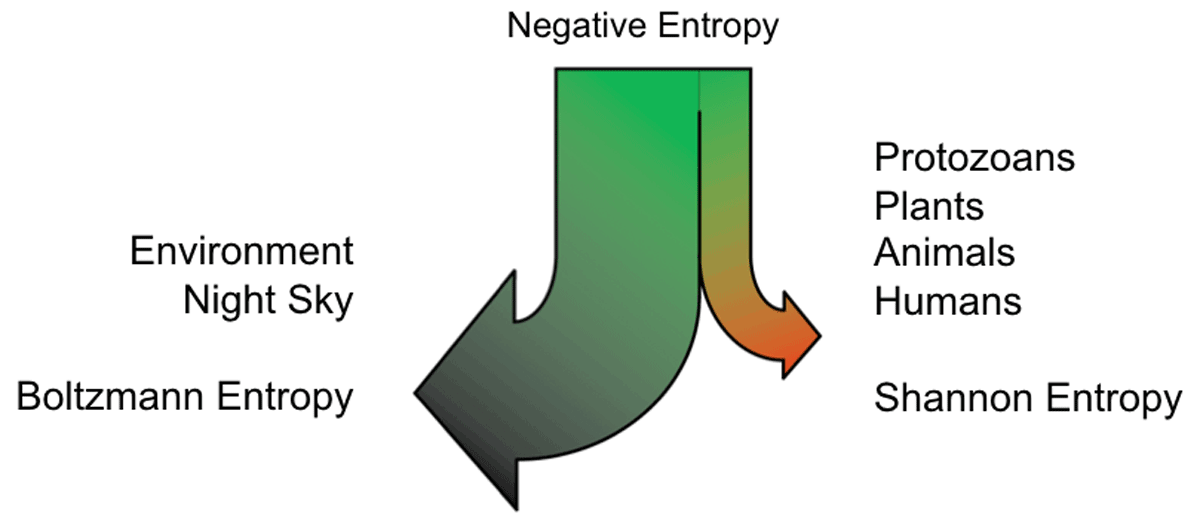 Negative Entropy
Environment
Night Sky
Boltzmann Entropy
Protozoans
Plants
Animals
Humans
Shannon Entropy